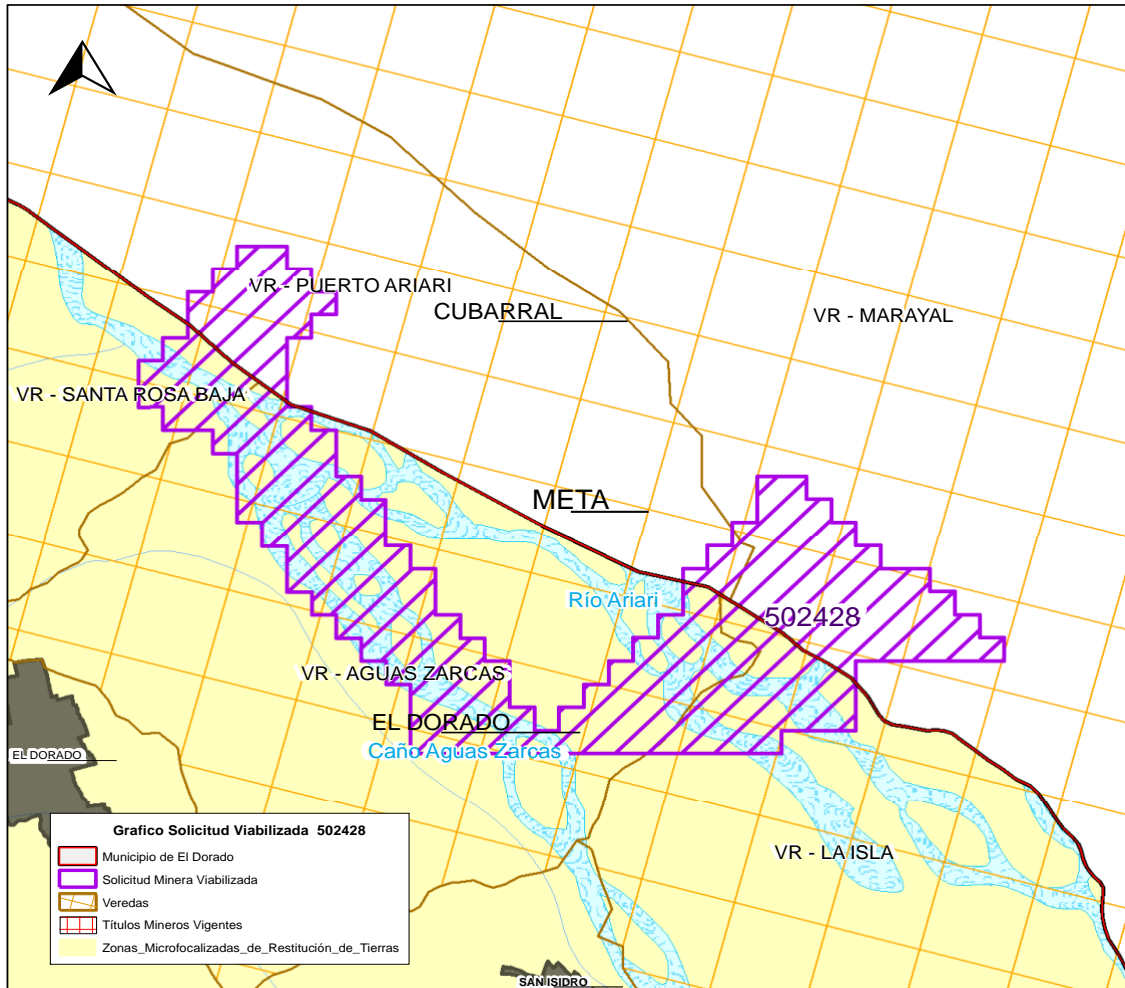 VR - PUERTO ARIARI
CUBARRAL
VR - MARAYAL
VR - SANTA ROSA BAJA
META
Río Ariari
502428
VR - AGUAS ZARCAS
EL DORADO
Caño Aguas Zarcas
EL DORADO
VR - LA ISLA
SAN ISIDRO
Grafico Solicitud Viabilizada 502428
Municipio de El Dorado
Solicitud Minera Viabilizada
Veredas
Títulos Mineros Vigentes
Zonas_Microfocalizadas_de_Restitución_de_Tierras